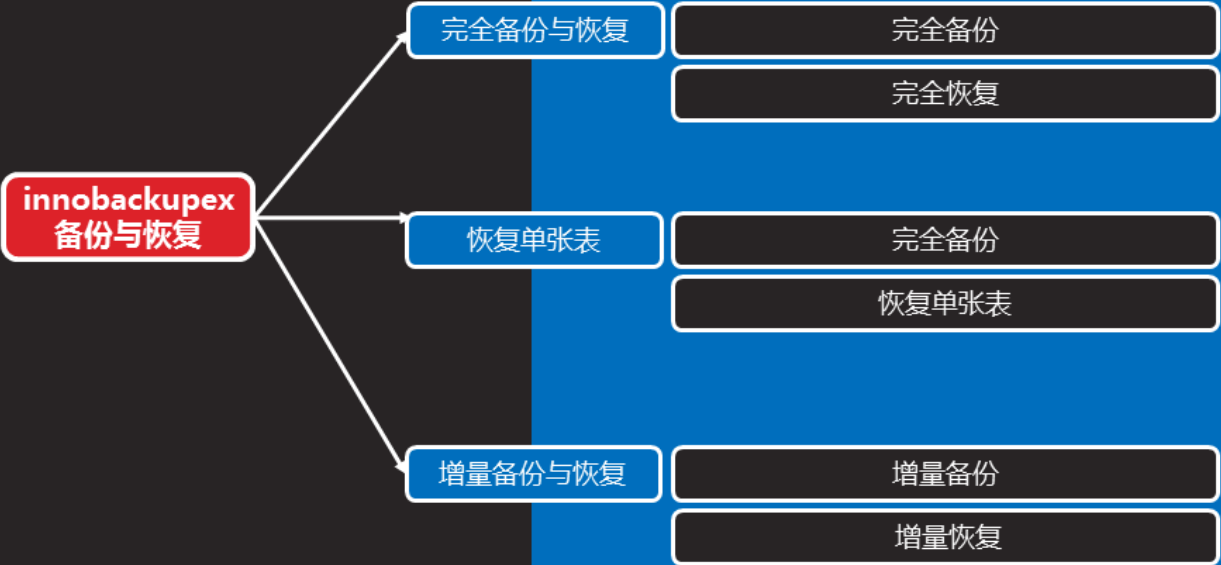 innobackupex
备份与恢复
完全备份与恢复
完全备份
完全恢复
恢复单张表
完全备份
恢复单张表
增量备份与恢复
增量备份
增量恢复